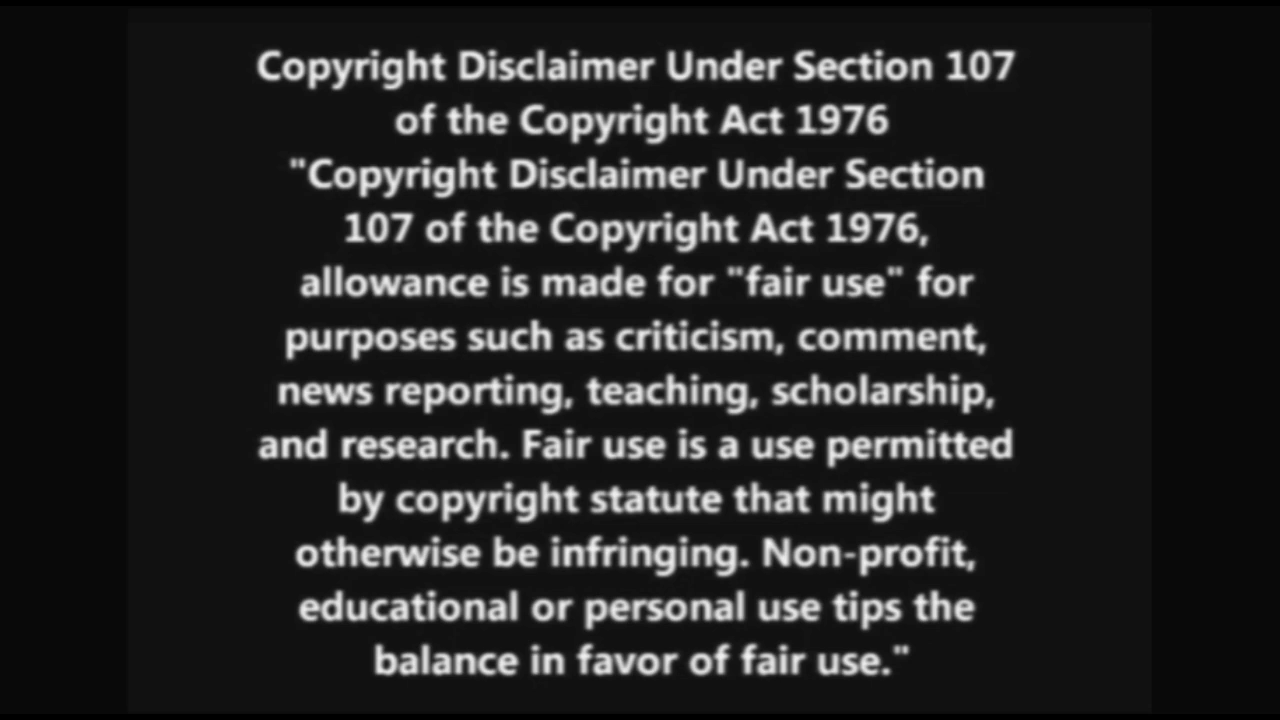 Copyright Disclaimer Under Section 107
of the Copyright Act 1976
"Copyright Disclaimer Under Section
107 of the Copyright Act 1976,
allowance is made for "fair use" for
purposes such as criticism, comment,
news reporting, teaching, scholarship,
and research. Fair use is a use permitted
by copyright statute that might
otherwise be infringing. Non-profit,
educational or personal use tips the
balance in favor of fair use."